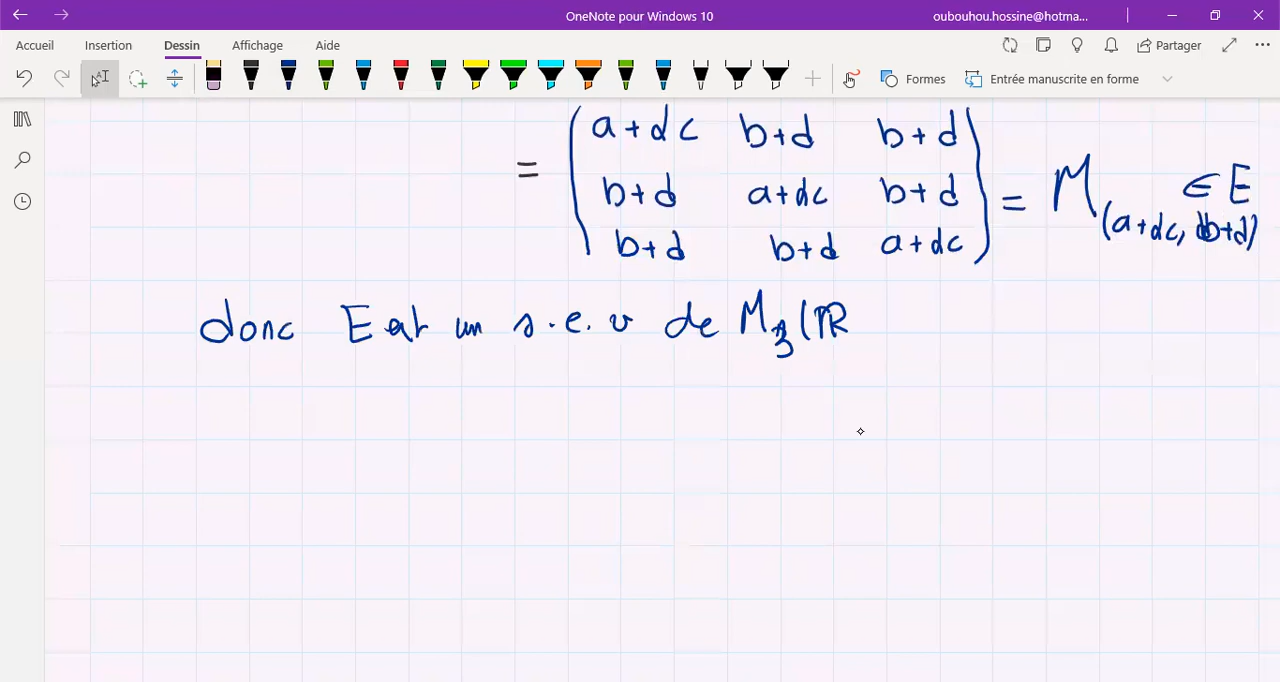 OneNote pour Windows 10
oubouhou.hossine@hotma...
Accueil Insertion Dessin Affichage Aide
Partager
Formes
Entrée manuscrite en forme
a+dc b+d b+d
= b+d a+dc b+d = M(a+dc, b+d) ∈ E
b+d b+d a+dc
donc E est un s.e.v de M3(IR